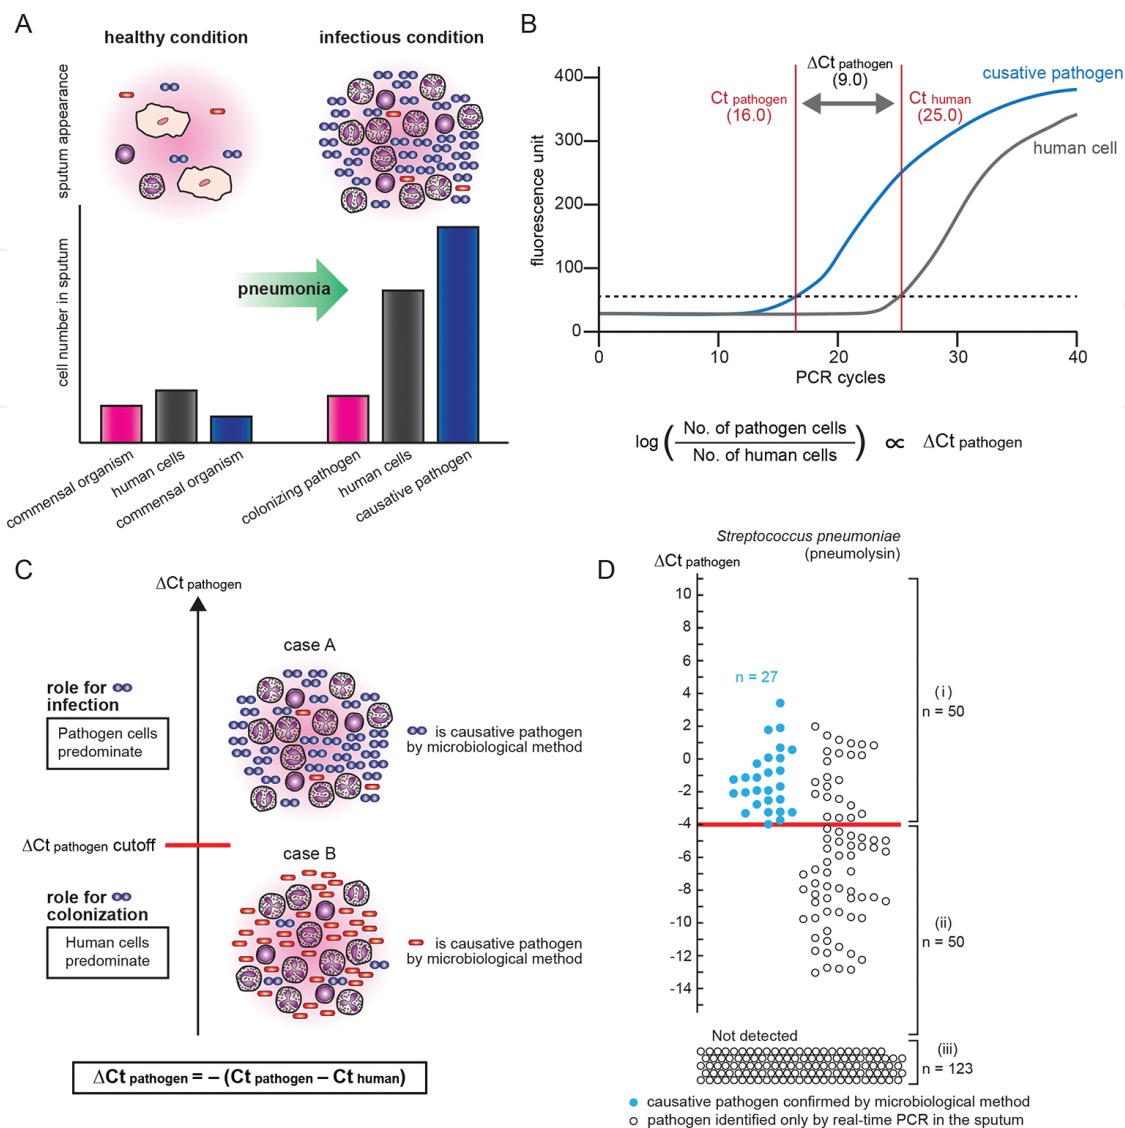 A
healthy condition
infectious condition
sputum appearance
cell number in sputum
pneumonia
commensal organism
human cells
commensal organism
colonizing pathogen
human cells
causative pathogen
B
fluorescence unit
400
300
200
100
0
0
10
20
30
40
PCR cycles
ΔCt pathogen
(9.0)
Ct pathogen
(16.0)
Ct human
(25.0)
cusative pathogen
human cell
log ( No. of pathogen cells / No. of human cells ) ∝ ΔCt pathogen
C
ΔCt pathogen
case A
role for
infection
Pathogen cells
predominate
is causative pathogen
by microbiological method
ΔCt pathogen cutoff
case B
role for
colonization
Human cells
predominate
is causative pathogen
by microbiological method
ΔCt pathogen = – (Ct pathogen – Ct human)
D
Streptococcus pneumoniae
(pneumolysin)
ΔCt pathogen
10
8
6
4
2
0
-2
-4
-6
-8
-10
-12
-14
n = 27
(i)
n = 50
(ii)
n = 50
Not detected
(iii)
n = 123
causative pathogen confirmed by microbiological method
pathogen identified only by real-time PCR in the sputum